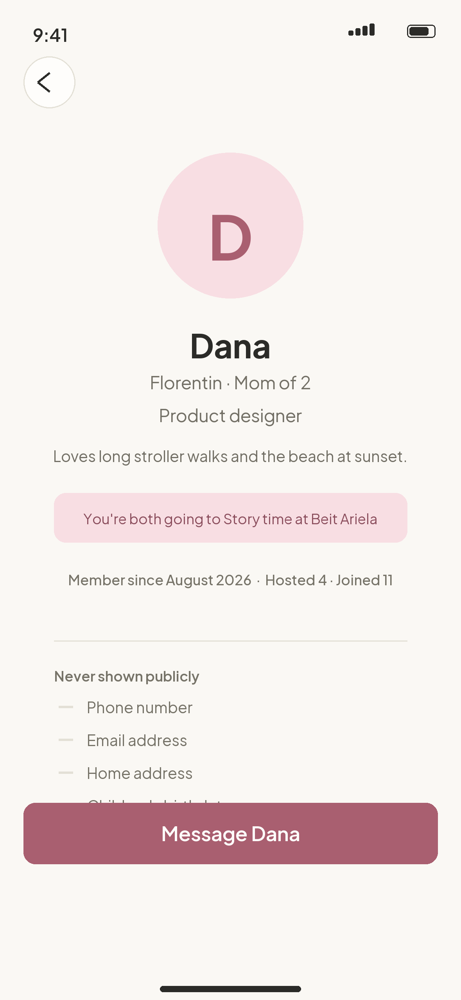 9:41
D
Dana
Florentin · Mom of 2
Product designer
Loves long stroller walks and the beach at sunset.
You're both going to Story time at Beit Ariela
Member since August 2026 · Hosted 4 · Joined 11
Never shown publicly
Phone number
Email address
Home address
Message Dana